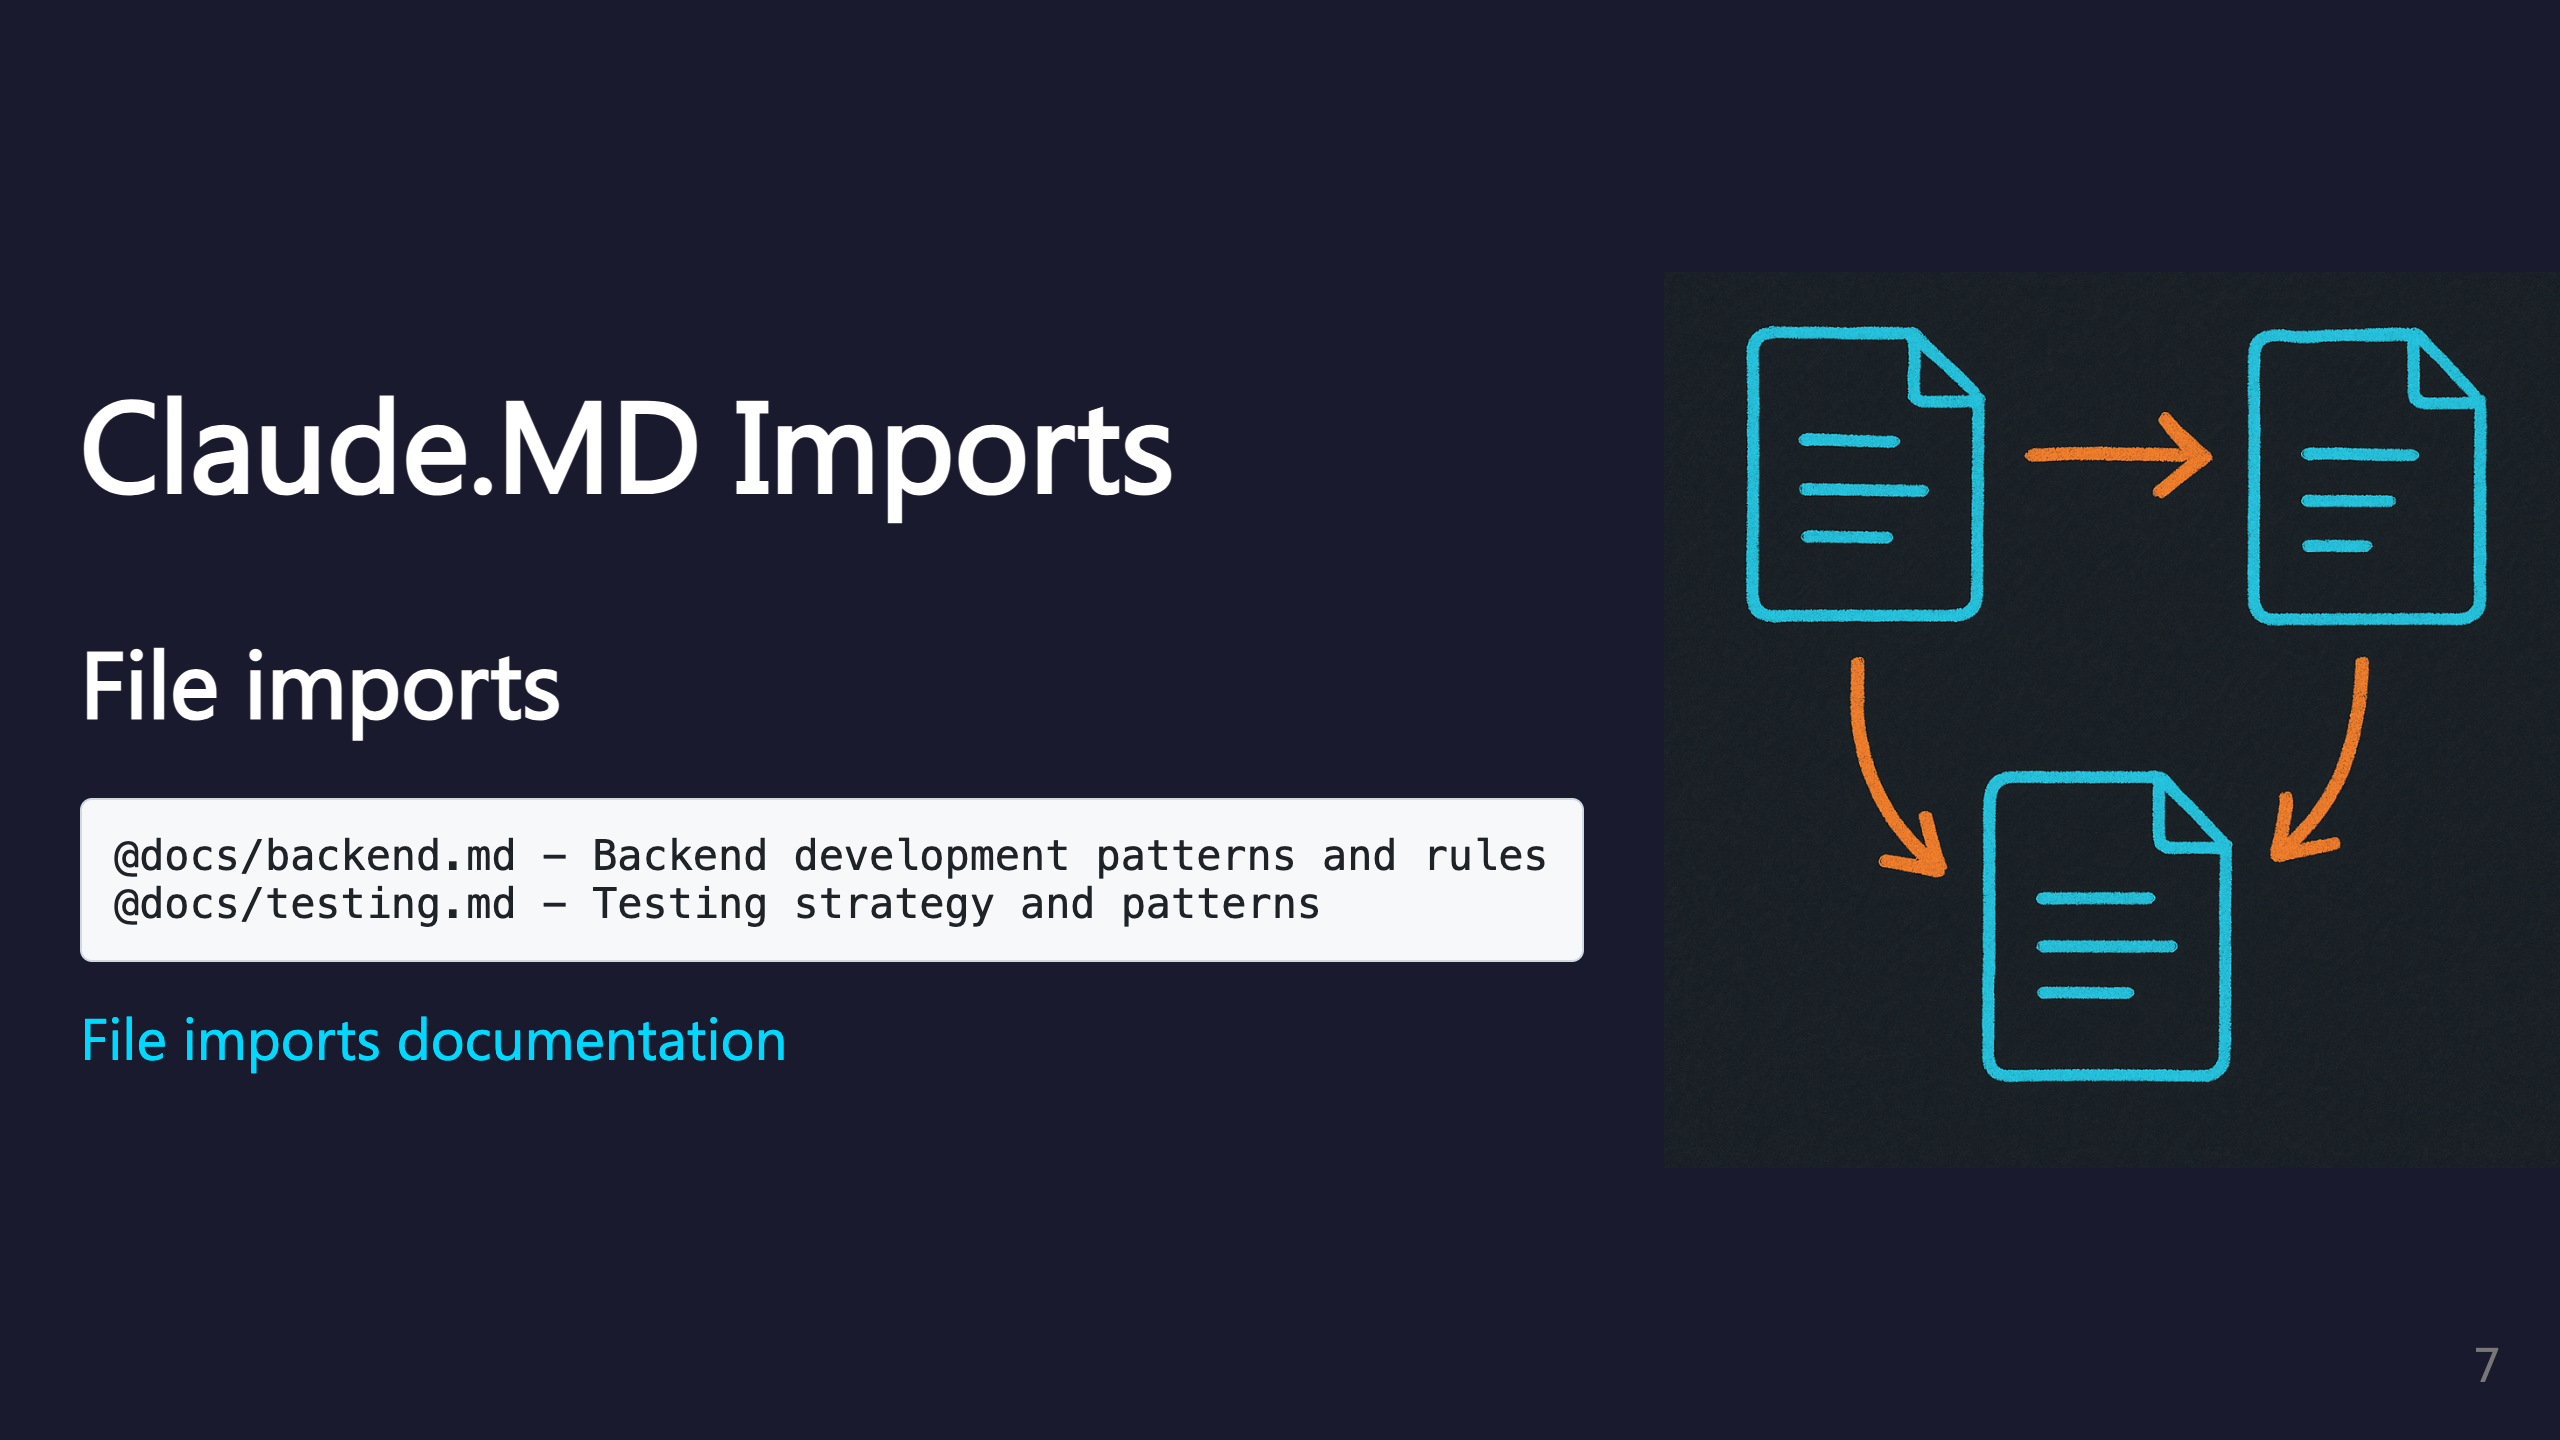 Claude.MD Imports
File imports
@docs/backend.md – Backend development patterns and rules
@docs/testing.md – Testing strategy and patterns
File imports documentation
7